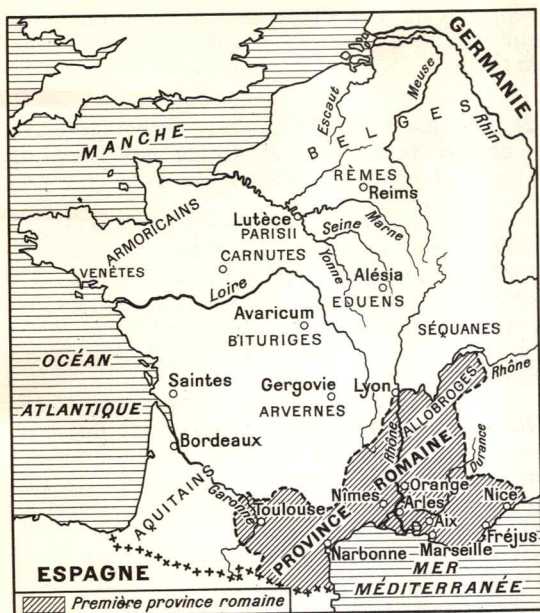 GERMANIE
Meuse
Escaut
Rhin
MANCHE
BELGES
RÈMES
Reims
ARMORICAINS
Lutèce
PARISII
Seine
Marne
CARNUTES
VENÈTES
Yonne
Alésia
Loire
EDUENS
Avaricum
BITURIGES
SÉQUANES
OCÉAN
ATLANTIQUE
Saintes
Gergovie
ARVERNES
Lyon
Rhône
ALLOBROGES
Bordeaux
Rhône
ROMAINE
Durance
AQUITAINS
Garonne
Orange
Toulouse
Nîmes
Arles
Nice
Aix
PROVINCE
Fréjus
Narbonne
Marseille
ESPAGNE
MER
MÉDITERRANÉE
Première province romaine